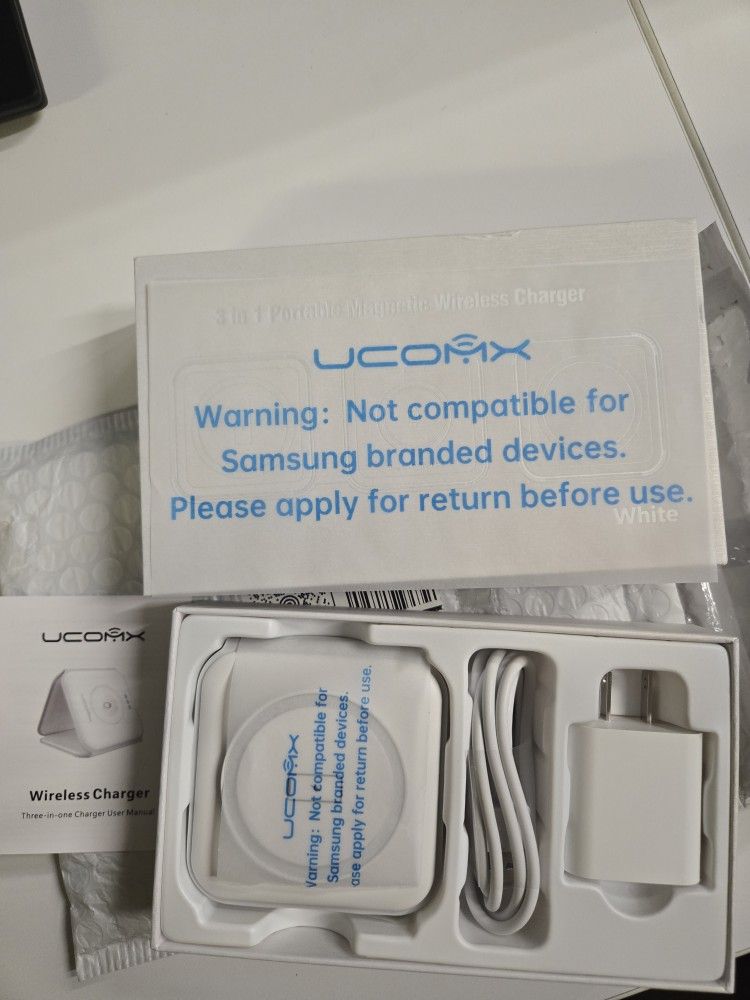 3 in 1 Portable Magnetic Wireless Charger
UCOMX
Warning: Not compatible for
Samsung branded devices.
Please apply for return before use.
White
UCOMX
Wireless Charger
Three-in-one Charger User Manual
UCOMX
Warning: Not compatible for
Samsung branded devices.
ase apply for return before use.